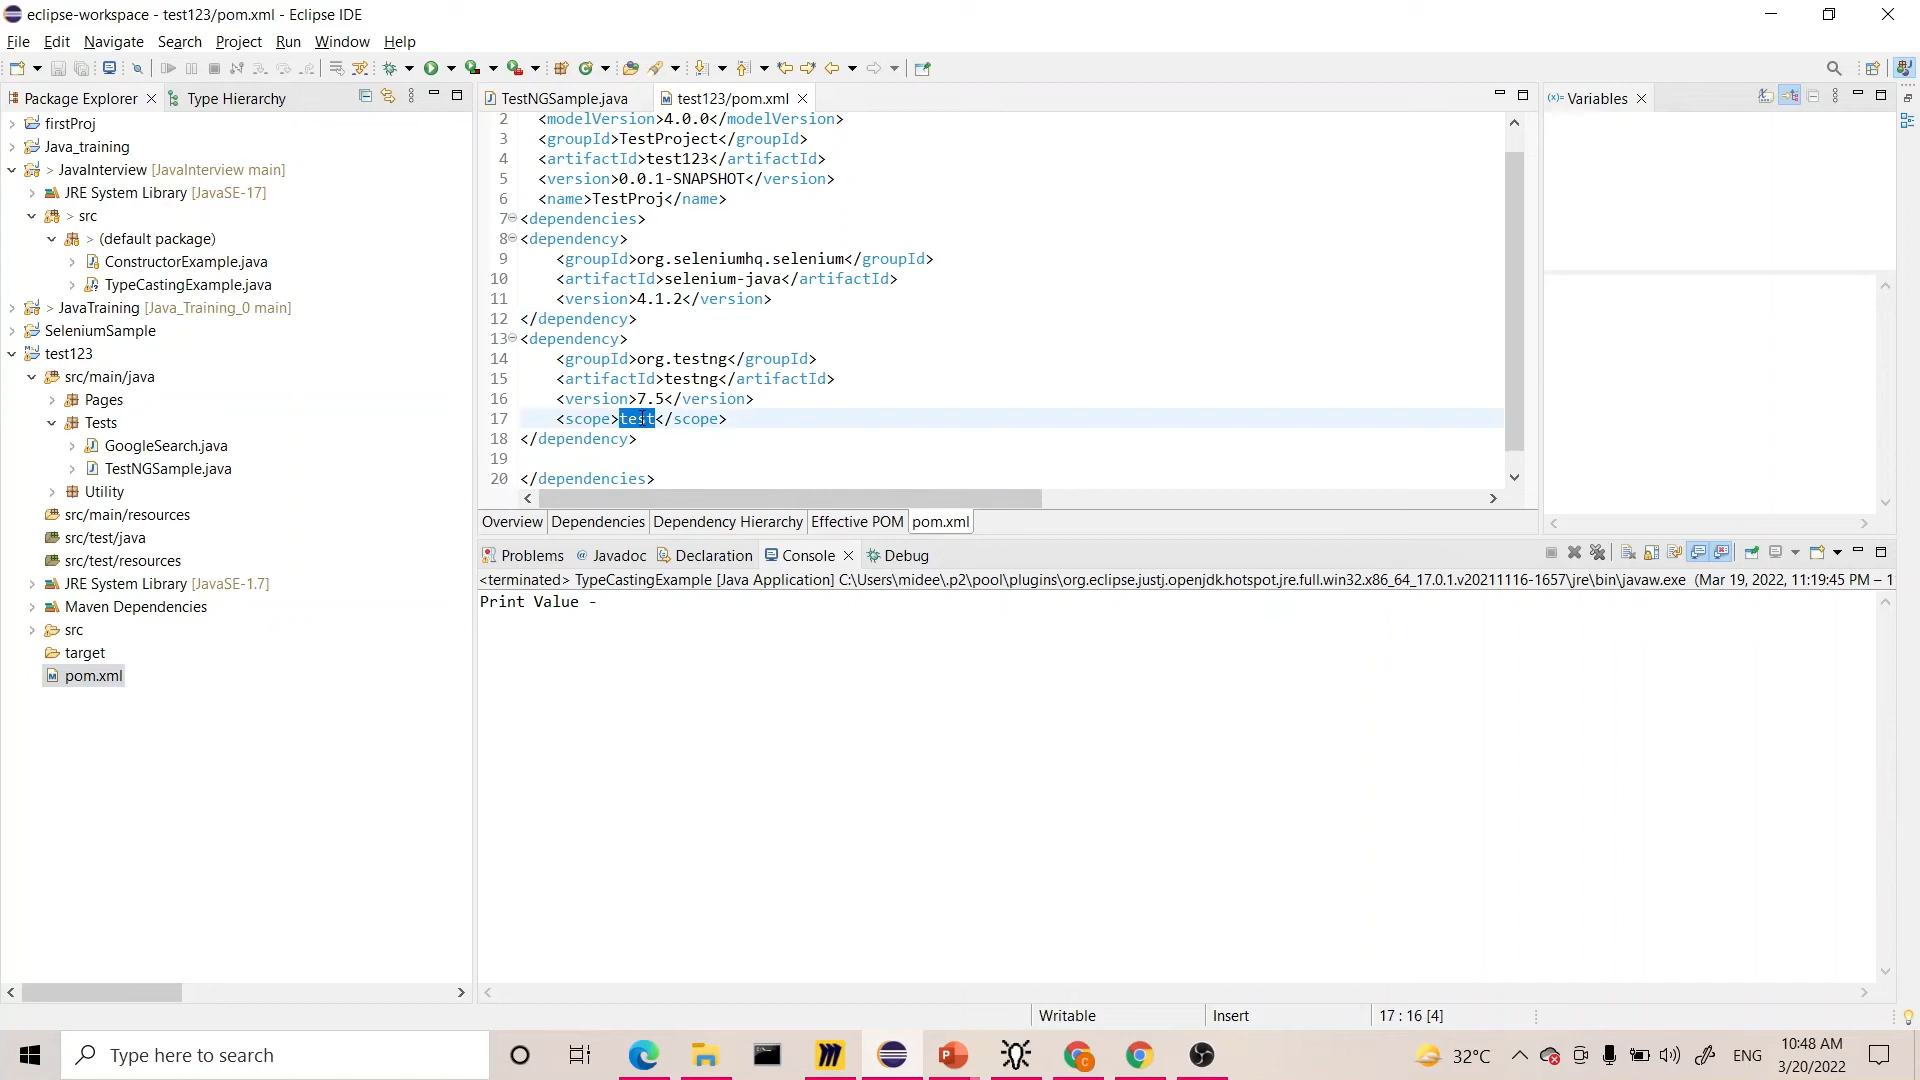 eclipse-workspace - test123/pom.xml - Eclipse IDE
File Edit Navigate Search Project Run Window Help
Package Explorer Type Hierarchy
TestNGSample.java test123/pom.xml
Variables
firstProj
Java_training
> JavaInterview [JavaInterview main]
JRE System Library [JavaSE-17]
> src
> (default package)
ConstructorExample.java
TypeCastingExample.java
> JavaTraining [Java_Training_0 main]
SeleniumSample
test123
src/main/java
Pages
Tests
GoogleSearch.java
TestNGSample.java
Utility
src/main/resources
src/test/java
src/test/resources
JRE System Library [JavaSE-1.7]
Maven Dependencies
src
target
pom.xml
2 <modelVersion>4.0.0</modelVersion>
3 <groupId>TestProject</groupId>
4 <artifactId>test123</artifactId>
5 <version>0.0.1-SNAPSHOT</version>
6 <name>TestProj</name>
7 <dependencies>
8 <dependency>
9 <groupId>org.seleniumhq.selenium</groupId>
10 <artifactId>selenium-java</artifactId>
11 <version>4.1.2</version>
12 </dependency>
13 <dependency>
14 <groupId>org.testng</groupId>
15 <artifactId>testng</artifactId>
16 <version>7.5</version>
17 <scope>test</scope>
18 </dependency>
19
20 </dependencies>
Overview Dependencies Dependency Hierarchy Effective POM pom.xml
Problems Javadoc Declaration Console Debug
<terminated> TypeCastingExample [Java Application] C:\Users\midee\.p2\pool\plugins\org.eclipse.justj.openjdk.hotspot.jre.full.win32.x86_64_17.0.1.v20211116-1657\jre\bin\javaw.exe (Mar 19, 2022, 11:19:45 PM – 1
Print Value -
Writable Insert 17 : 16 [4]
Type here to search
32°C ENG 10:48 AM
3/20/2022